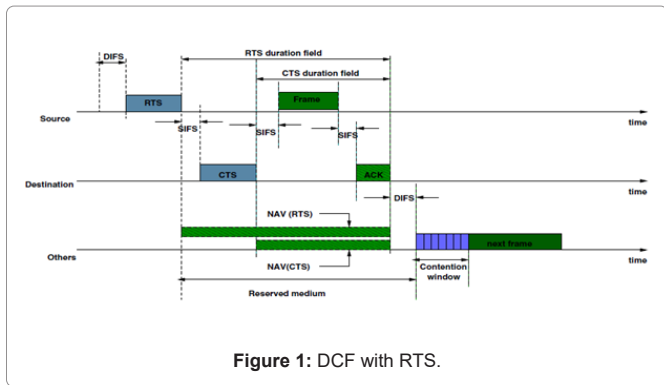 RTS duration field
DIFS
CTS duration field
RTS
Frame
Source
time
SIFS
SIFS
SIFS
CTS
ACK
Destination
time
DIFS
NAV (RTS)
next frame
Others
time
NAV(CTS)
Contention
window
Reserved medium
Figure 1: DCF with RTS.